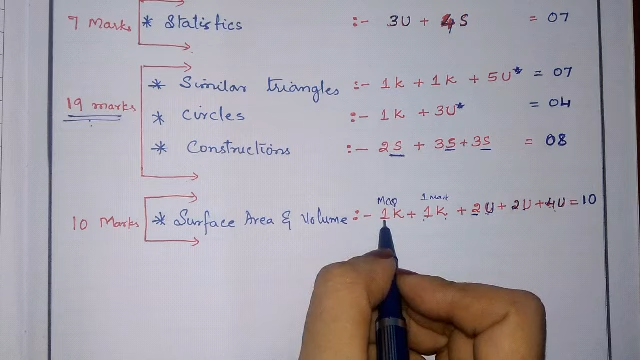 7 Marks * Statistics :- 3U + 4S = 07
* Similar triangles :- 1K + 1K + 5U* = 07
19 marks * Circles :- 1K + 3U* = 04
* Constructions :- 2S + 3S + 3S = 08
MCQ 1 mark
10 Marks * Surface Area & Volume :- 1K + 1K + 2U + 2U + 4U = 10